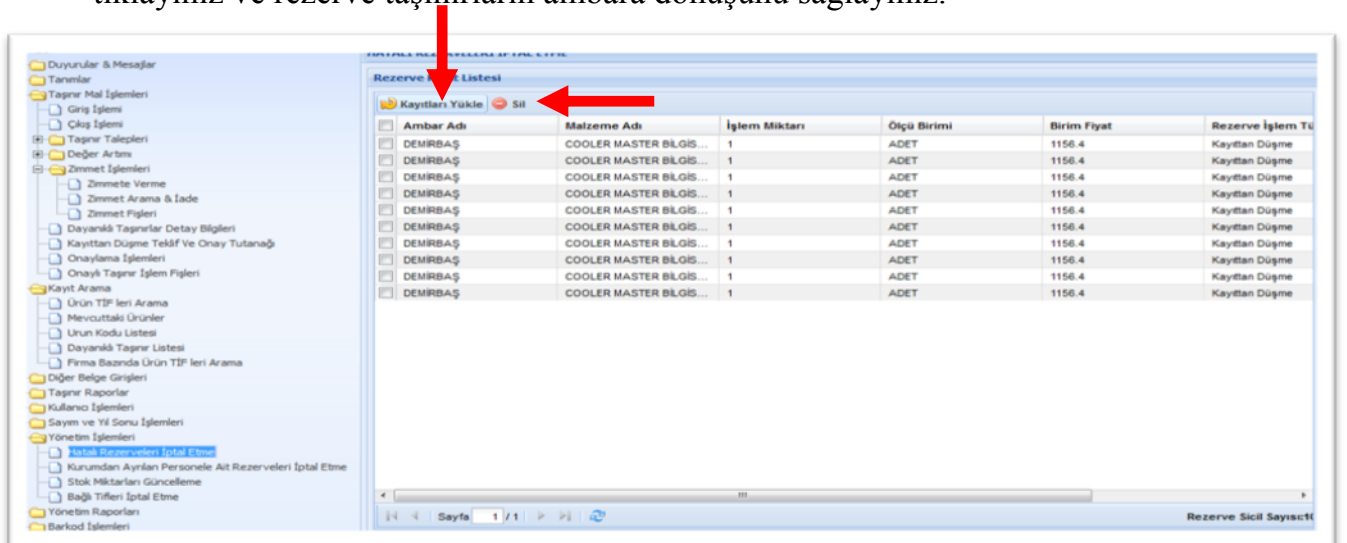 tıklayınız ve rezerve taşınırların ambara dönüşünü sağlayınız.
Duyurular & Mesajlar
Tanımlar
Taşınır Mal İşlemleri
Giriş İşlemi
Çıkış İşlemi
Taşınır Talepleri
Değer Artımı
Zimmet İşlemleri
Zimmete Verme
Zimmet Arama & İade
Zimmet Fişleri
Dayanıklı Taşınırlar Detay Bilgileri
Kayıttan Düşme Teklif Ve Onay Tutanağı
Onaylama İşlemleri
Onaylı Taşınır İşlem Fişleri
Kayıt Arama
Ürün TİF leri Arama
Mevcuttaki Ürünler
Urun Kodu Listesi
Dayanıklı Taşınır Listesi
Firma Bazında Ürün TİF leri Arama
Diğer Belge Girişleri
Taşınır Raporlar
Kullanıcı İşlemleri
Sayım ve Yıl Sonu İşlemleri
Yönetim İşlemleri
Hatalı Rezerveleri İptal Etme
Kurumdan Ayrılan Personele Ait Rezerveleri İptal Etme
Stok Miktarları Güncelleme
Bağlı Tifleri İptal Etme
Yönetim Raporları
Barkod İşlemleri
Rezerve Listesi
Kayıtları Yükle Sil
Ambar Adı Malzeme Adı İşlem Miktarı Ölçü Birimi Birim Fiyat Rezerve İşlem Tü
DEMİRBAŞ COOLER MASTER BİLGİS... 1 ADET 1156.4 Kayıttan Düşme
DEMİRBAŞ COOLER MASTER BİLGİS... 1 ADET 1156.4 Kayıttan Düşme
DEMİRBAŞ COOLER MASTER BİLGİS... 1 ADET 1156.4 Kayıttan Düşme
DEMİRBAŞ COOLER MASTER BİLGİS... 1 ADET 1156.4 Kayıttan Düşme
DEMİRBAŞ COOLER MASTER BİLGİS... 1 ADET 1156.4 Kayıttan Düşme
DEMİRBAŞ COOLER MASTER BİLGİS... 1 ADET 1156.4 Kayıttan Düşme
DEMİRBAŞ COOLER MASTER BİLGİS... 1 ADET 1156.4 Kayıttan Düşme
DEMİRBAŞ COOLER MASTER BİLGİS... 1 ADET 1156.4 Kayıttan Düşme
DEMİRBAŞ COOLER MASTER BİLGİS... 1 ADET 1156.4 Kayıttan Düşme
DEMİRBAŞ COOLER MASTER BİLGİS... 1 ADET 1156.4 Kayıttan Düşme
Sayfa 1 / 1 Rezerve Sicil Sayısı:10